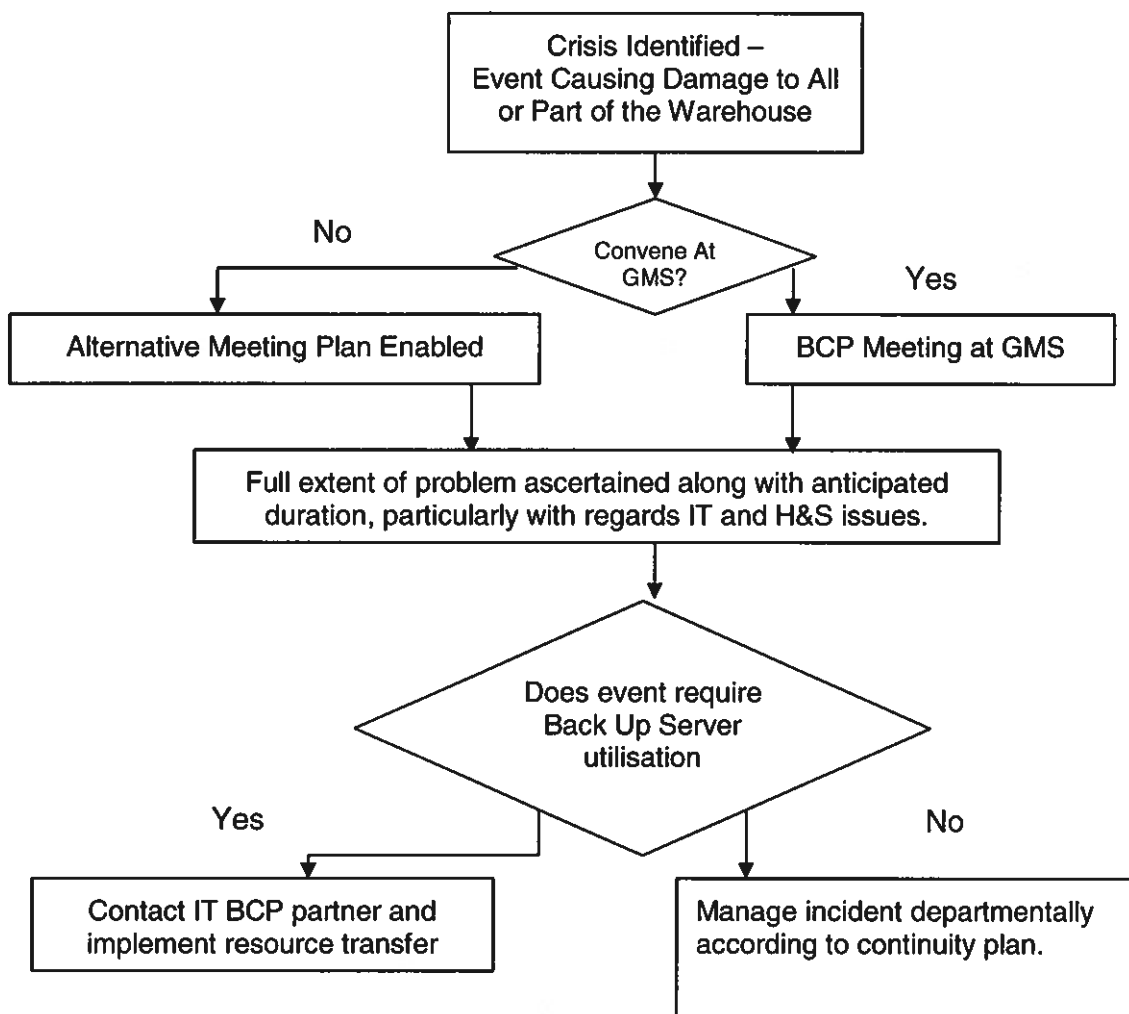 Crisis Identified –
Event Causing Damage to All
or Part of the Warehouse
No
Convene At
GMS?
Yes
Alternative Meeting Plan Enabled
BCP Meeting at GMS
Full extent of problem ascertained along with anticipated
duration, particularly with regards IT and H&S issues.
Does event require
Back Up Server
utilisation
Yes
No
Contact IT BCP partner and
implement resource transfer
Manage incident departmentally
according to continuity plan.